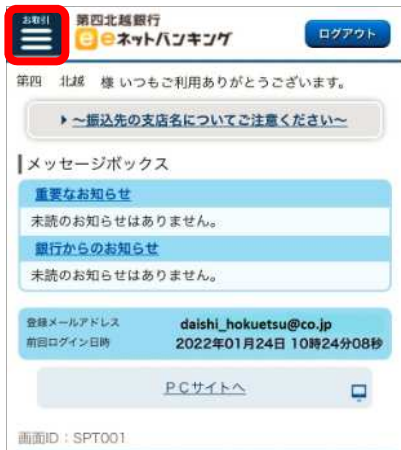 お取引
第四北越銀行
eネットバンキング
ログアウト
第四 北越 様 いつもご利用ありがとうございます。
～振込先の支店名についてご注意ください～
メッセージボックス
重要なお知らせ
未読のお知らせはありません。
銀行からのお知らせ
未読のお知らせはありません。
登録メールアドレス daishi_hokuetsu@co.jp
前回ログイン日時 2022年01月24日 10時24分08秒
PCサイトへ
画面ID：SPT001